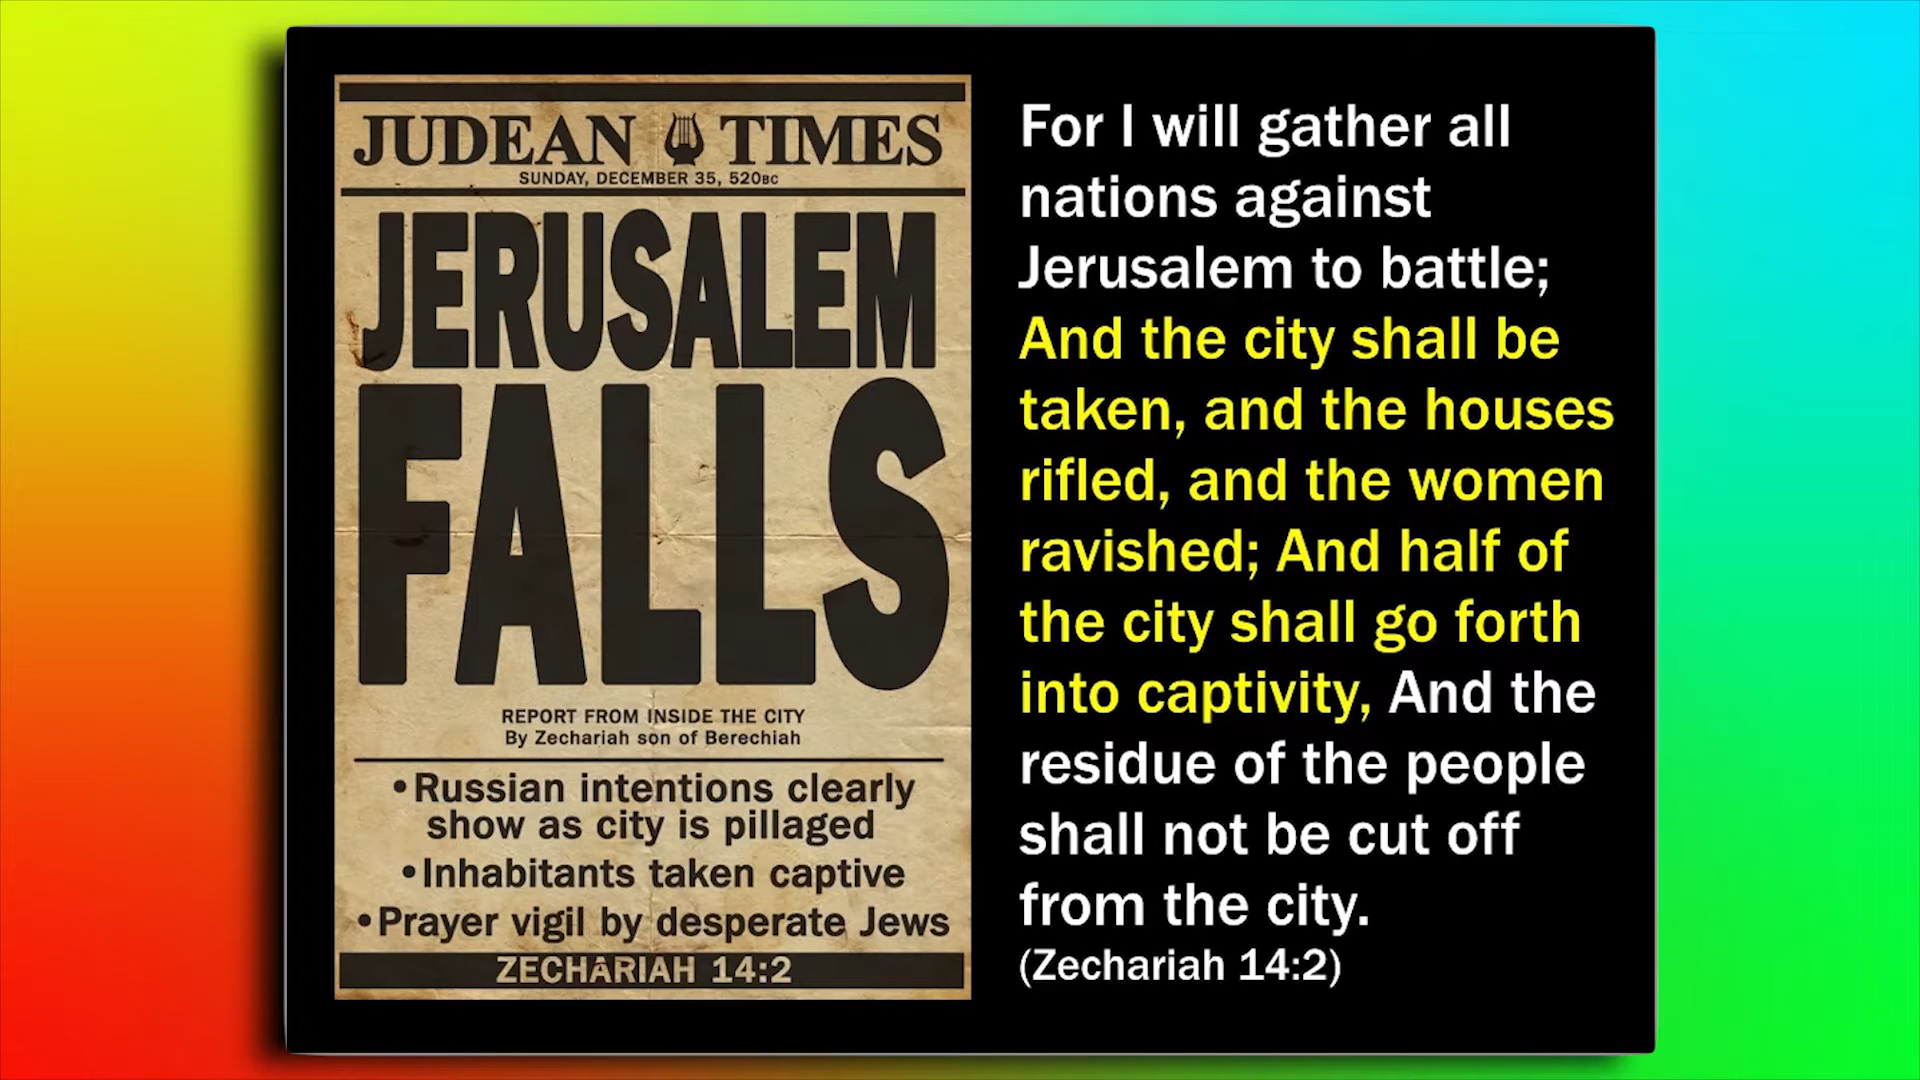 JUDEAN TIMES
SUNDAY, DECEMBER 35, 520BC
JERUSALEM
FALLS
REPORT FROM INSIDE THE CITY
By Zechariah son of Berechiah
•Russian intentions clearly
show as city is pillaged
•Inhabitants taken captive
•Prayer vigil by desperate Jews
ZECHARIAH 14:2
For I will gather all
nations against
Jerusalem to battle;
And the city shall be
taken, and the houses
rifled, and the women
ravished; And half of
the city shall go forth
into captivity, And the
residue of the people
shall not be cut off
from the city.
(Zechariah 14:2)